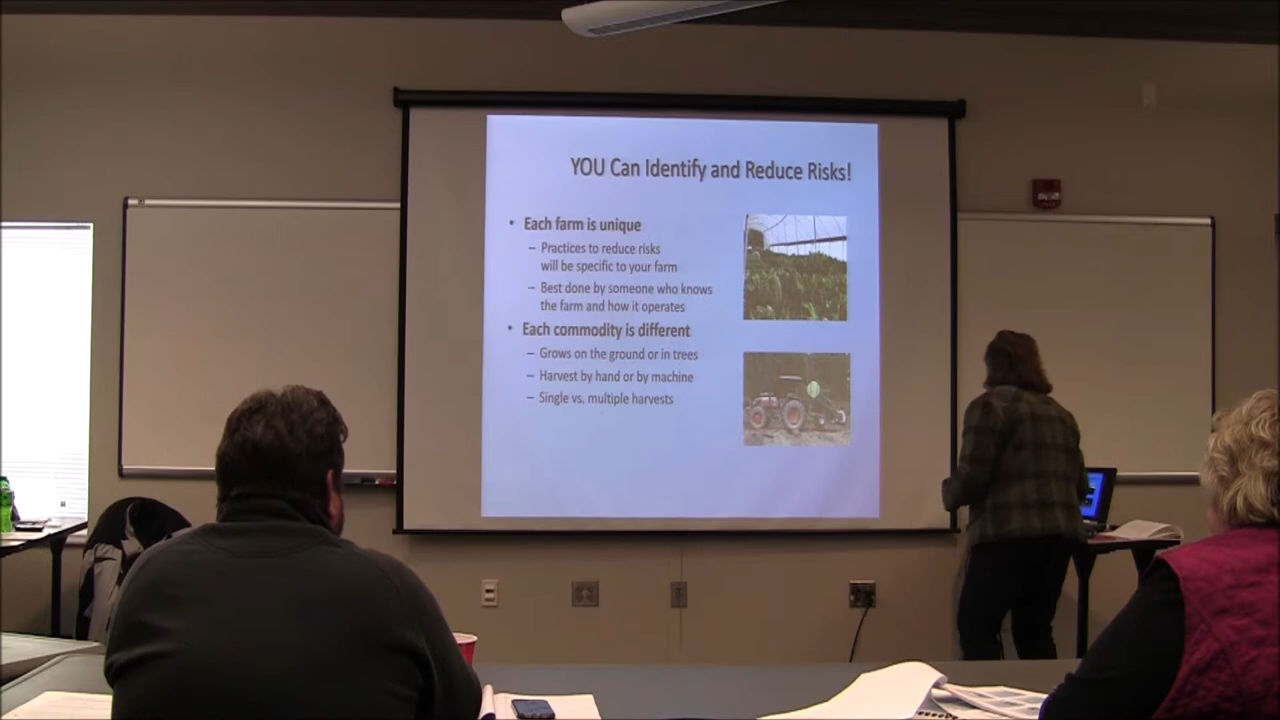 YOU Can Identify and Reduce Risks!
• Each farm is unique
– Practices to reduce risks
will be specific to your farm
– Best done by someone who knows
the farm and how it operates
• Each commodity is different
– Grows on the ground or in trees
– Harvest by hand or by machine
– Single vs. multiple harvests